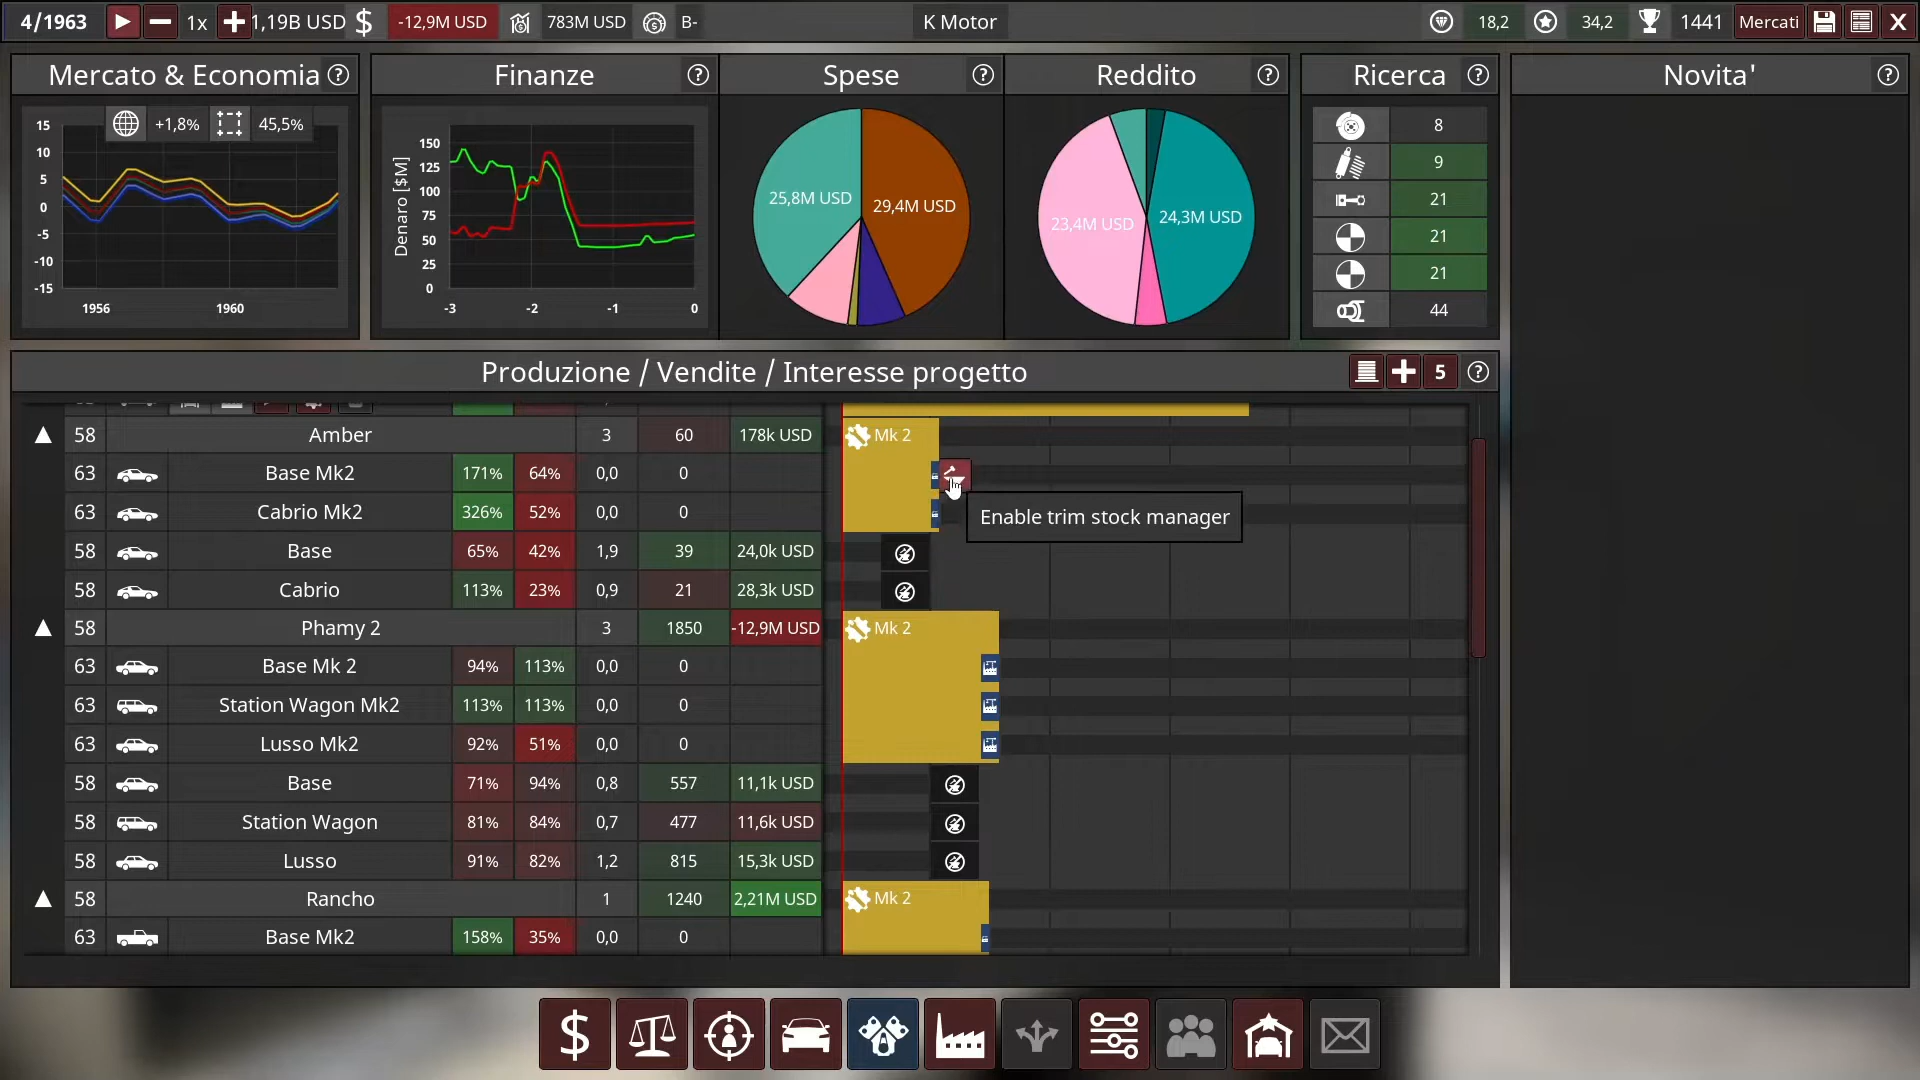 4/1963 1x 1,19B USD $ -12,9M USD 783M USD B- K Motor 18,2 34,2 1441 Mercati X
Mercato & Economia ?
+1,8% 45,5%
15
10
5
0
-5
-10
-15
1956 1960
Finanze ?
Denaro [$M]
150
125
100
75
50
25
0
-3 -2 -1 0
Spese ?
25,8M USD 29,4M USD
Reddito ?
23,4M USD 24,3M USD
Ricerca ?
8
9
21
21
21
44
Novita' ?
Produzione / Vendite / Interesse progetto 5 ?
58 Amber 3 60 178k USD Mk 2
63 Base Mk2 171% 64% 0,0 0
Enable trim stock manager
63 Cabrio Mk2 326% 52% 0,0 0
58 Base 65% 42% 1,9 39 24,0k USD
58 Cabrio 113% 23% 0,9 21 28,3k USD
58 Phamy 2 3 1850 -12,9M USD Mk 2
63 Base Mk 2 94% 113% 0,0 0
63 Station Wagon Mk2 113% 113% 0,0 0
63 Lusso Mk2 92% 51% 0,0 0
58 Base 71% 94% 0,8 557 11,1k USD
58 Station Wagon 81% 84% 0,7 477 11,6k USD
58 Lusso 91% 82% 1,2 815 15,3k USD
58 Rancho 1 1240 2,21M USD Mk 2
63 Base Mk2 158% 35% 0,0 0
$